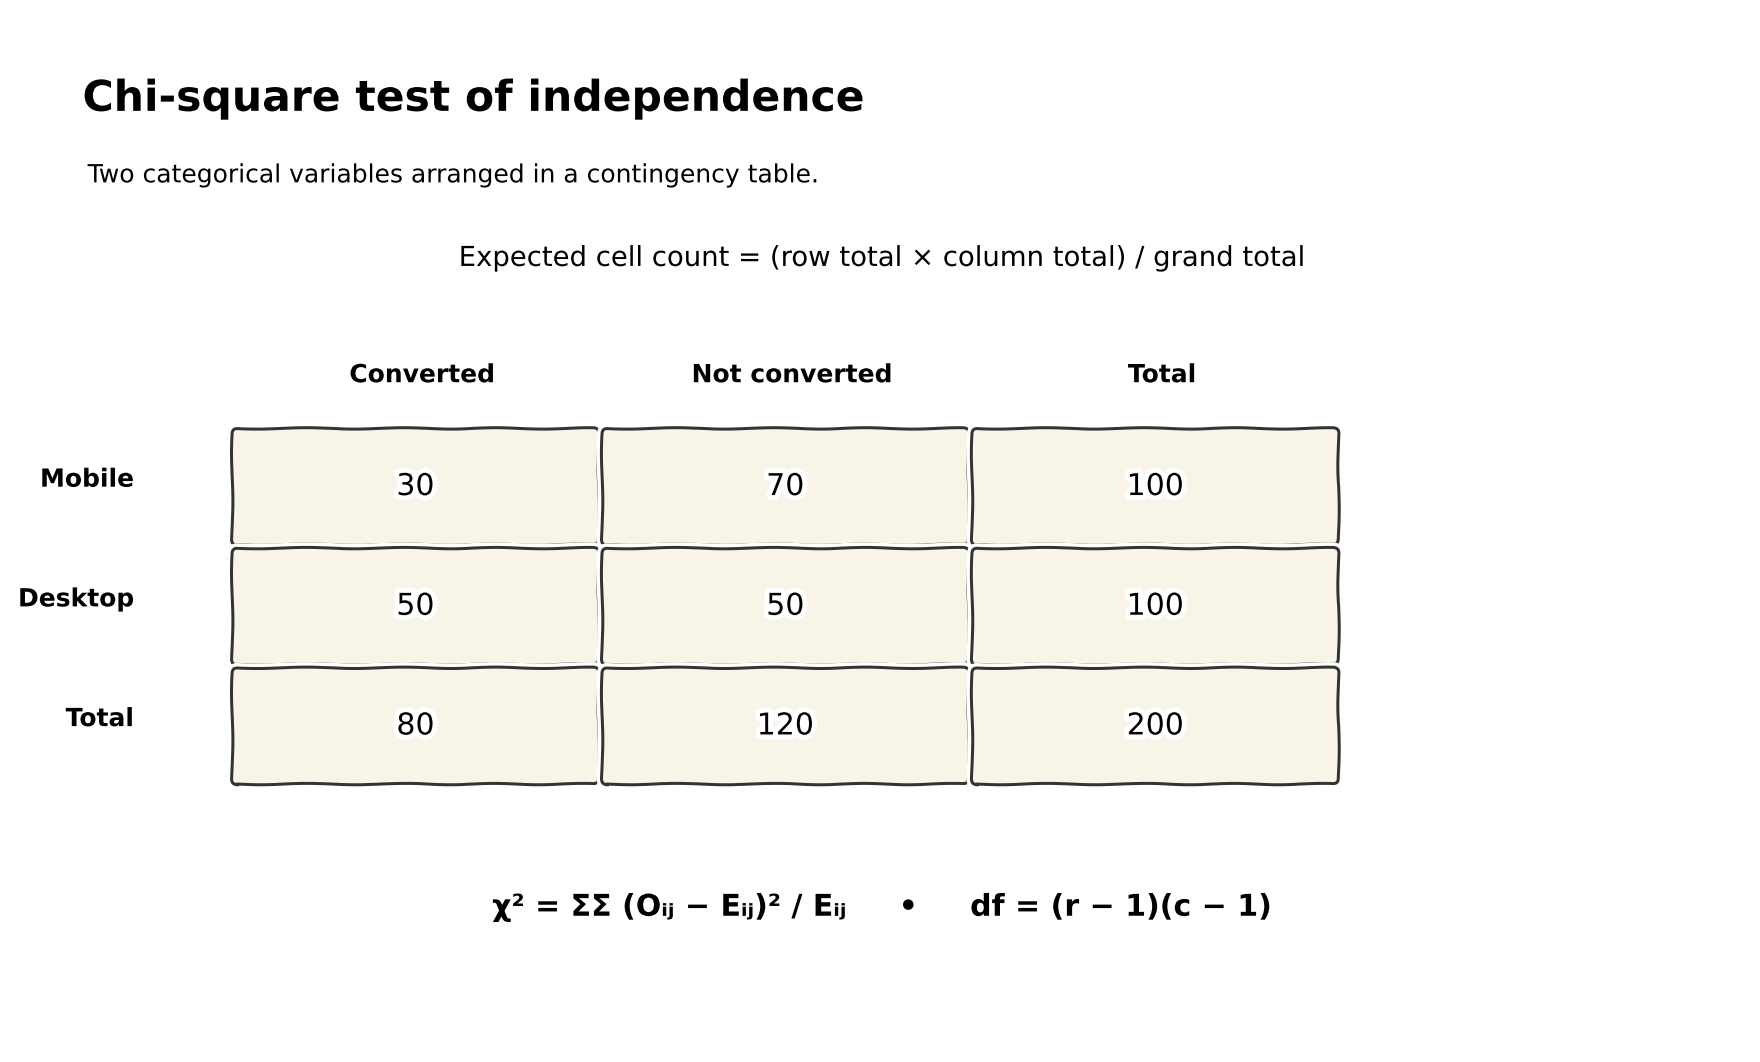 Chi-square test of independence
Two categorical variables arranged in a contingency table.
Expected cell count = (row total × column total) / grand total
Converted Not converted Total
Mobile 30 70 100
Desktop 50 50 100
Total 80 120 200
χ² = ΣΣ (Oᵢⱼ − Eᵢⱼ)² / Eᵢⱼ • df = (r − 1)(c − 1)